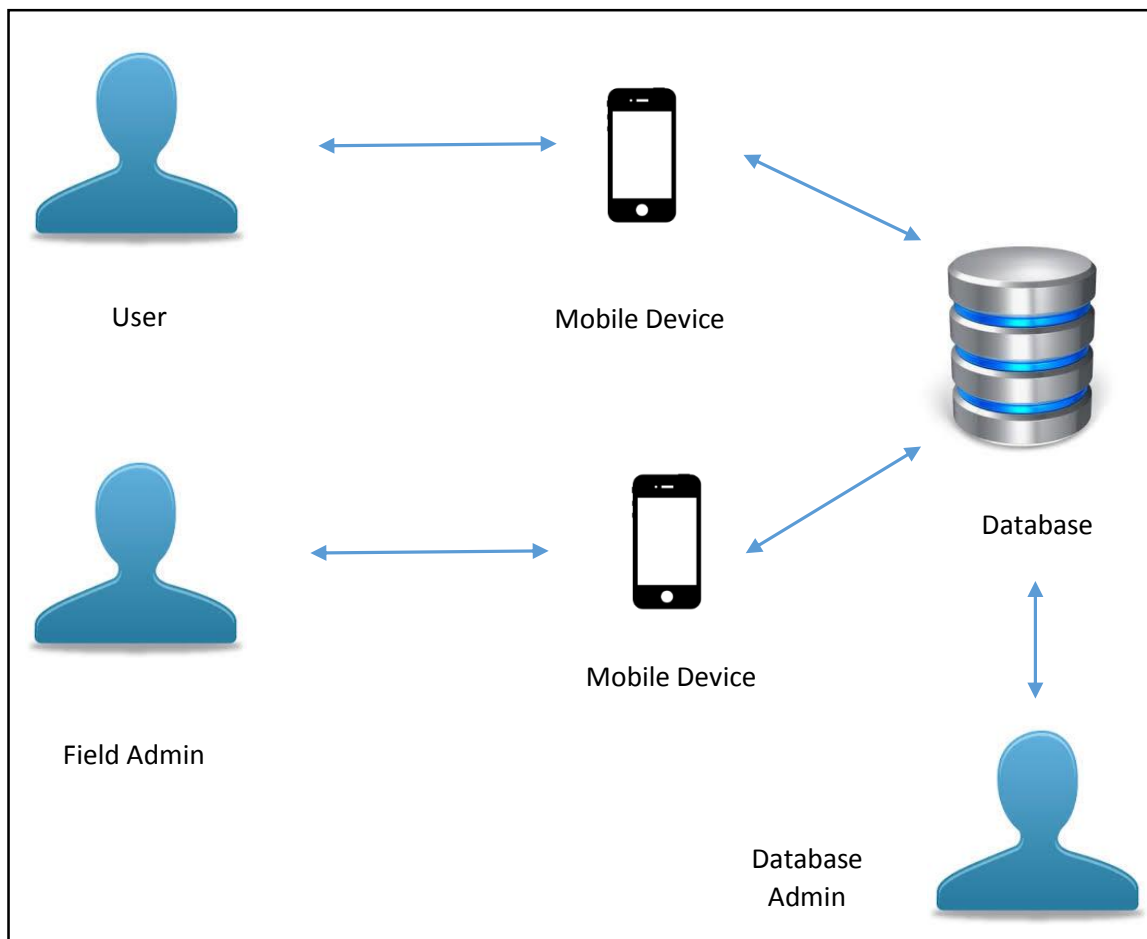 User
Mobile Device
Database
Mobile Device
Field Admin
Database
Admin